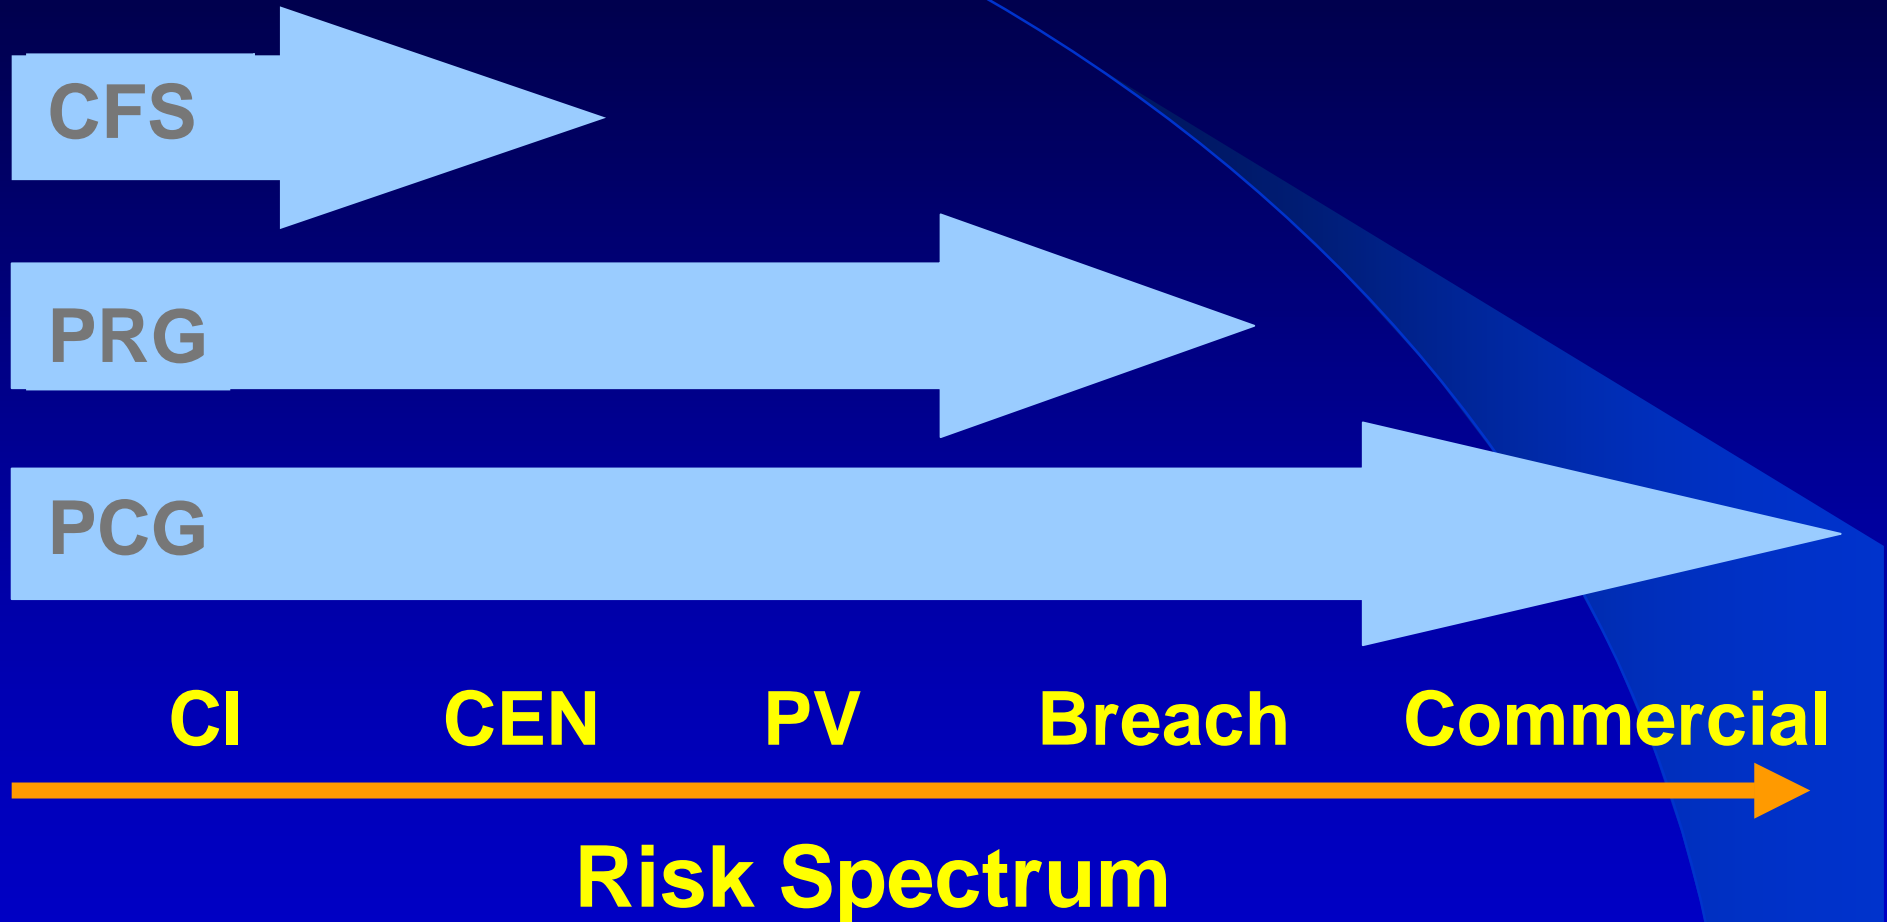 CFS
PRG
PCG
CI CEN PV Breach Commercial
Risk Spectrum